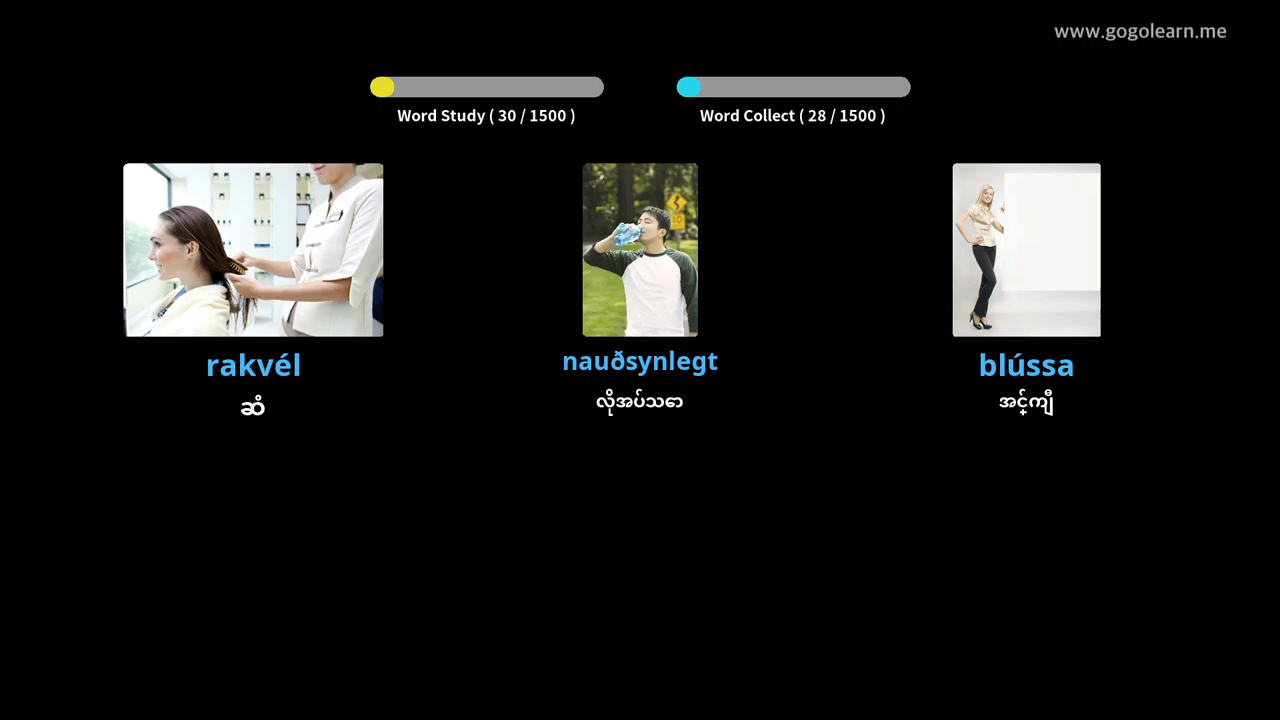 www.gogolearn.me
Word Study ( 30 / 1500 )
Word Collect ( 28 / 1500 )
rakvél
nauðsynlegt
blússa
ဆံ
လိုအပ်သော
အင်္ကျီ